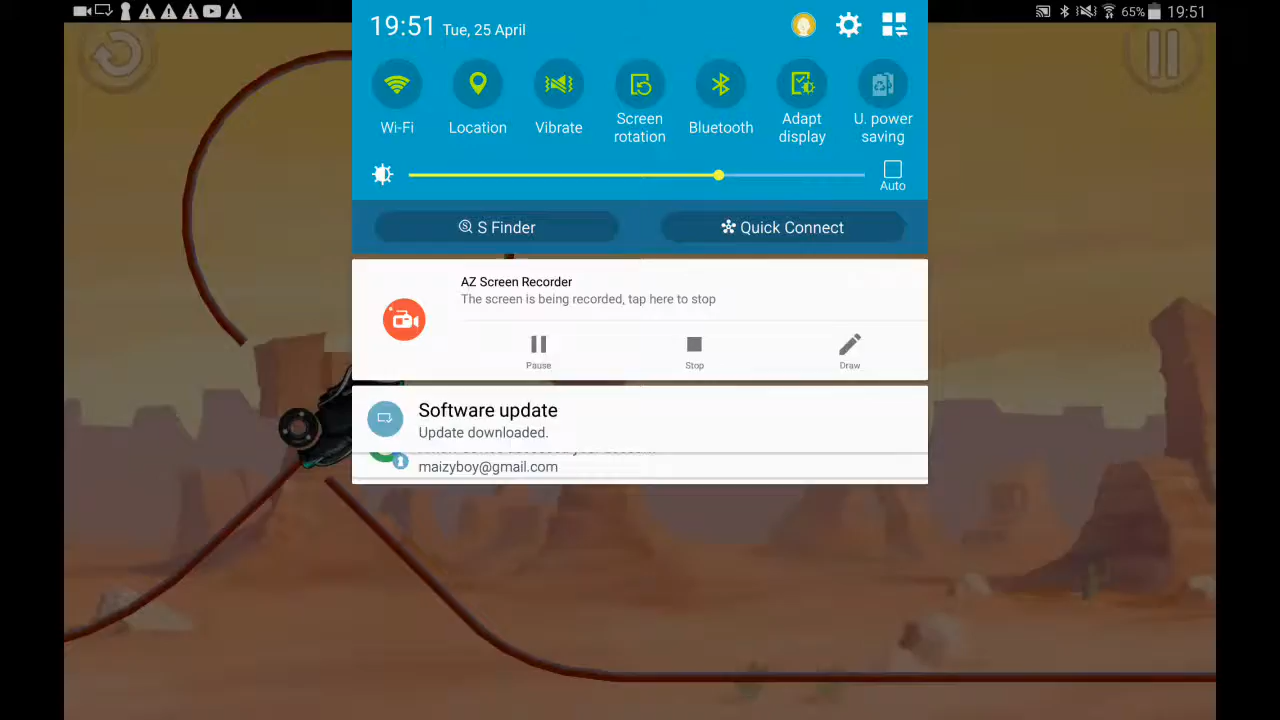 65% 19:51
19:51 Tue, 25 April
Wi-Fi
Location
Vibrate
Screen
rotation
Bluetooth
Adapt
display
U. power
saving
Auto
S Finder
Quick Connect
AZ Screen Recorder
The screen is being recorded, tap here to stop
Pause
Stop
Draw
Software update
Update downloaded.
maizyboy@gmail.com